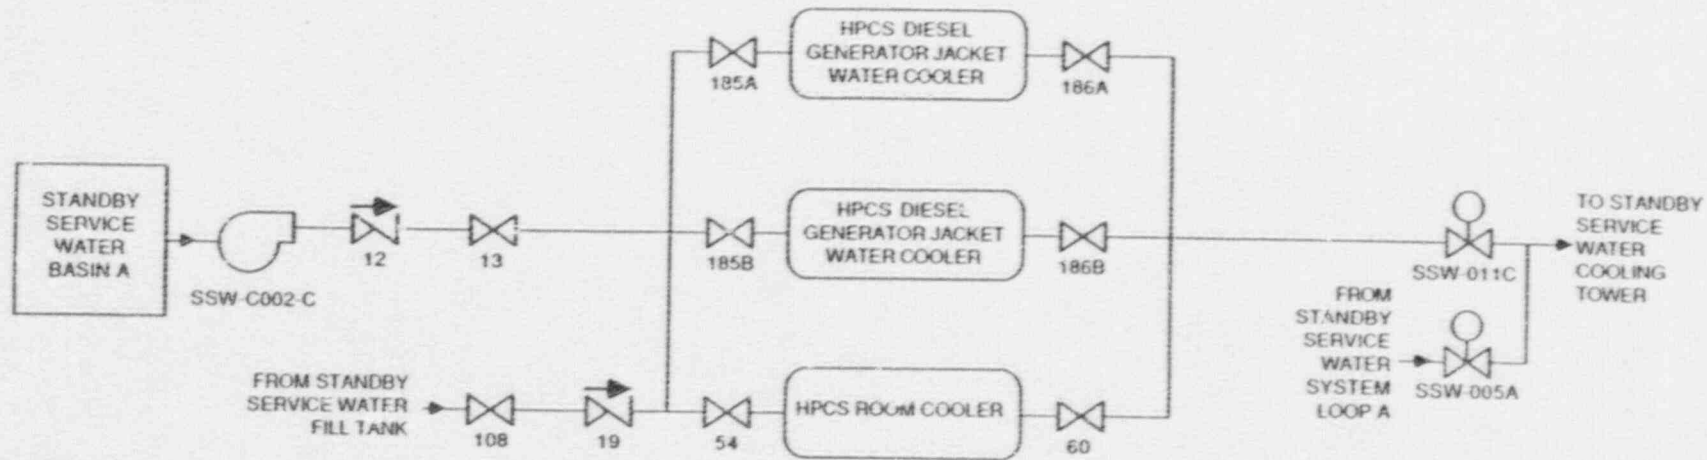 HPCS DIESEL
GENERATOR JACKET
WATER COOLER
185A
186A
STANDBY
SERVICE
WATER
BASIN A
SSW-C002-C
12
13
185B
HPCS DIESEL
GENERATOR JACKET
WATER COOLER
186B
SSW-011C
TO STANDBY
SERVICE
WATER
COOLING
TOWER
FROM
STANDBY
SERVICE
WATER
SYSTEM
LOOP A
SSW-005A
FROM STANDBY
SERVICE WATER
FILL TANK
108
19
54
HPCS ROOM COOLER
60